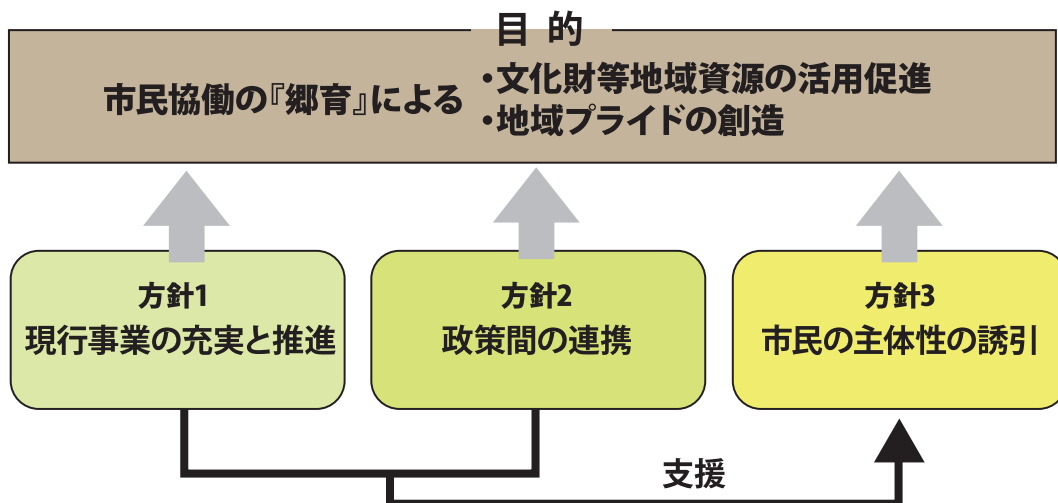 目 的
市民協働の『郷育』による
・文化財等地域資源の活用促進
・地域プライドの創造
方針1
現行事業の充実と推進
方針2
政策間の連携
方針3
市民の主体性の誘引
支援